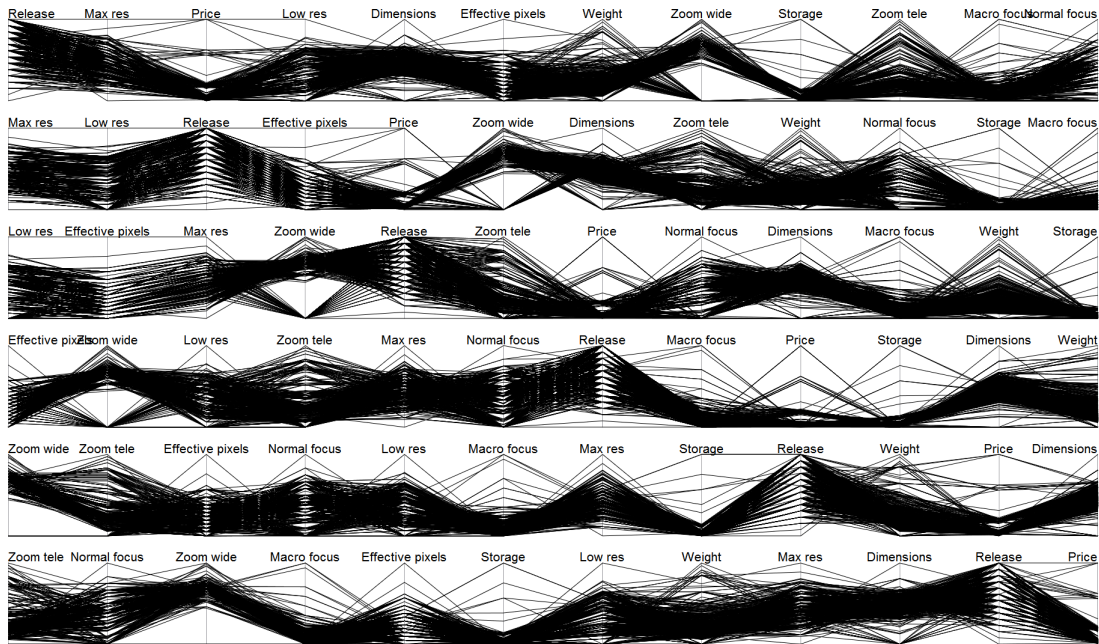 Release Max res Price Low res Dimensions Effective pixels Weight Zoom wide Storage Zoom tele Macro focus Normal focus
Max res Low res Release Effective pixels Price Zoom wide Dimensions Zoom tele Weight Normal focus Storage Macro focus
Low res Effective pixels Max res Zoom wide Release Zoom tele Price Normal focus Dimensions Macro focus Weight Storage
Effective pixels Zoom wide Low res Zoom tele Max res Normal focus Release Macro focus Price Storage Dimensions Weight
Zoom wide Zoom tele Effective pixels Normal focus Low res Macro focus Max res Storage Release Weight Price Dimensions
Zoom tele Normal focus Zoom wide Macro focus Effective pixels Storage Low res Weight Max res Dimensions Release Price